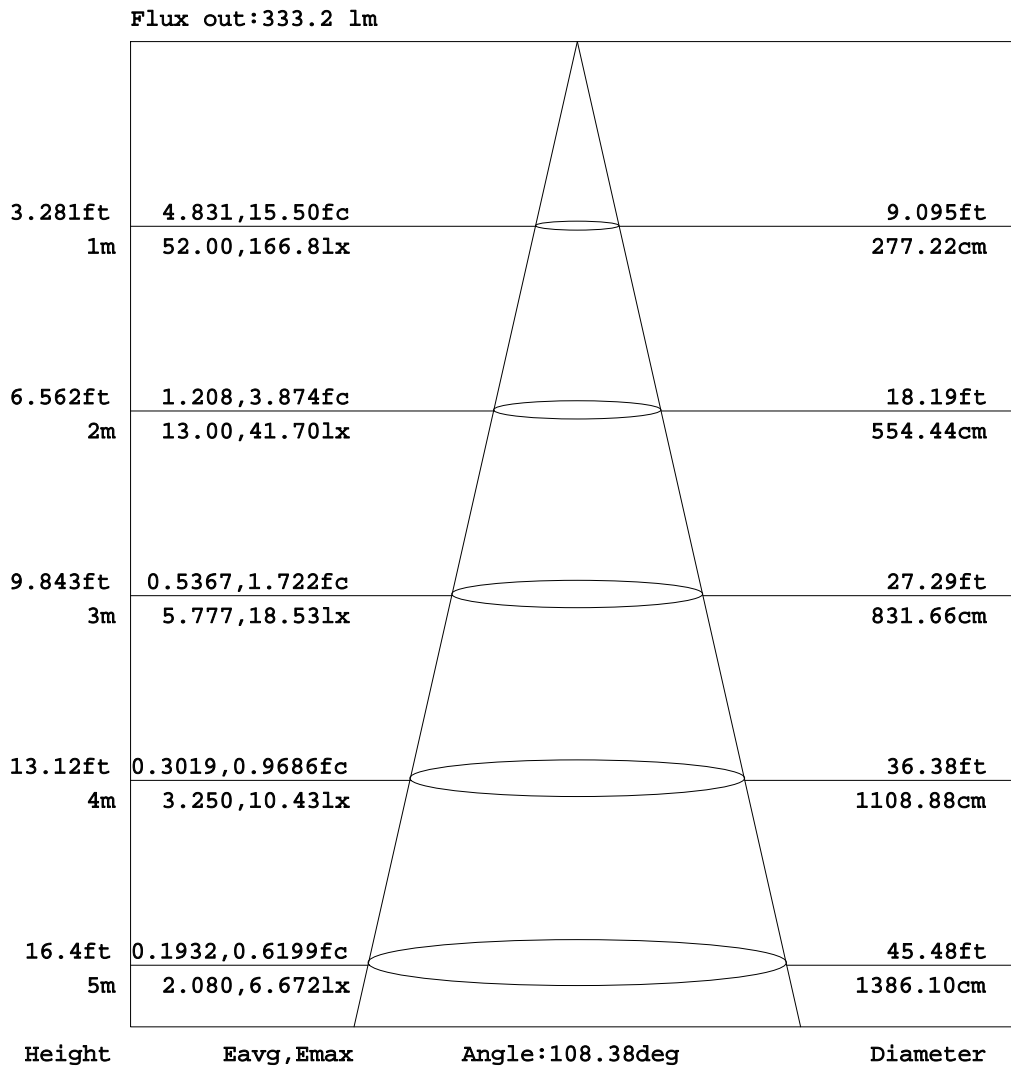 Flux out:333.2 lm
3.281ft 4.831,15.50fc 9.095ft
1m 52.00,166.8lx 277.22cm
6.562ft 1.208,3.874fc 18.19ft
2m 13.00,41.70lx 554.44cm
9.843ft 0.5367,1.722fc 27.29ft
3m 5.777,18.53lx 831.66cm
13.12ft 0.3019,0.9686fc 36.38ft
4m 3.250,10.43lx 1108.88cm
16.4ft 0.1932,0.6199fc 45.48ft
5m 2.080,6.672lx 1386.10cm
Height Eavg,Emax Angle:108.38deg Diameter